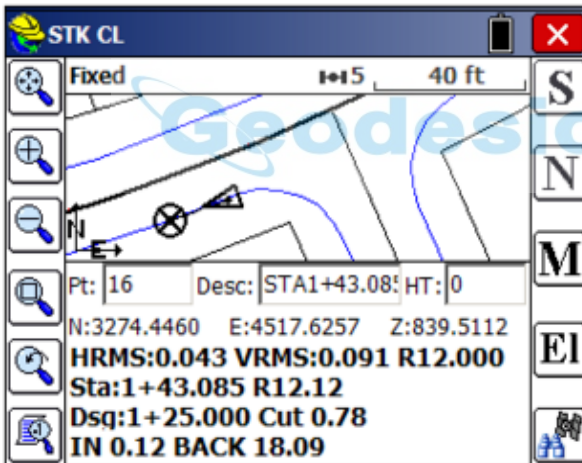 STK CL
Fixed 5 40 ft
Geodesic
S
N
M
El
N
E
Pt: 16 Desc: STA1+43.085 HT: 0
N:3274.4460 E:4517.6257 Z:839.5112
HRMS:0.043 VRMS:0.091 R12.000
Sta:1+43.085 R12.12
Dsg:1+25.000 Cut 0.78
IN 0.12 BACK 18.09